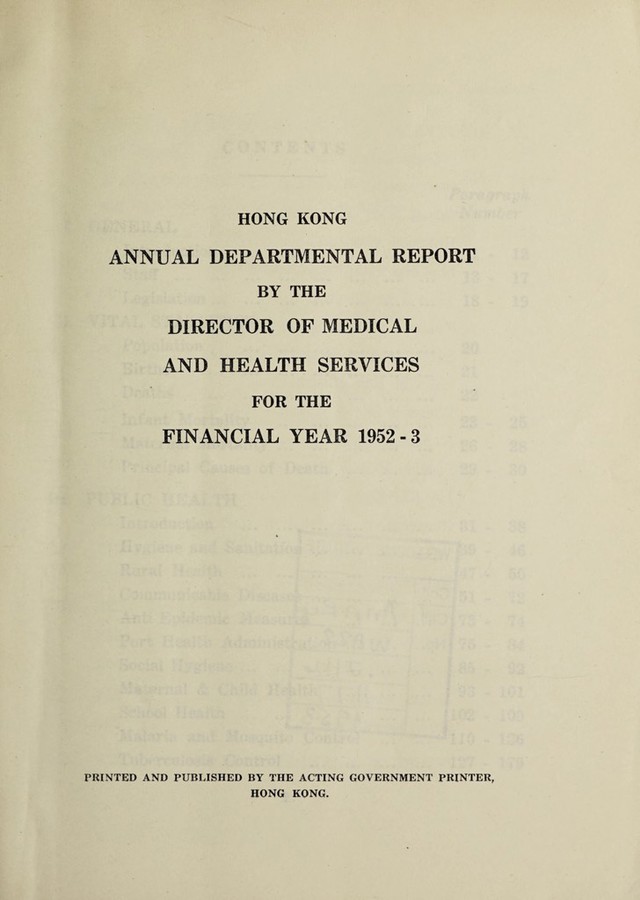 HONG KONG
ANNUAL DEPARTMENTAL REPORT
BY THE
DIRECTOR OF MEDICAL
AND HEALTH SERVICES
FOR THE
FINANCIAL YEAR 1952 - 3
PRINTED AND PUBLISHED BY THE ACTING GOVERNMENT PRINTER,
HONG KONG.